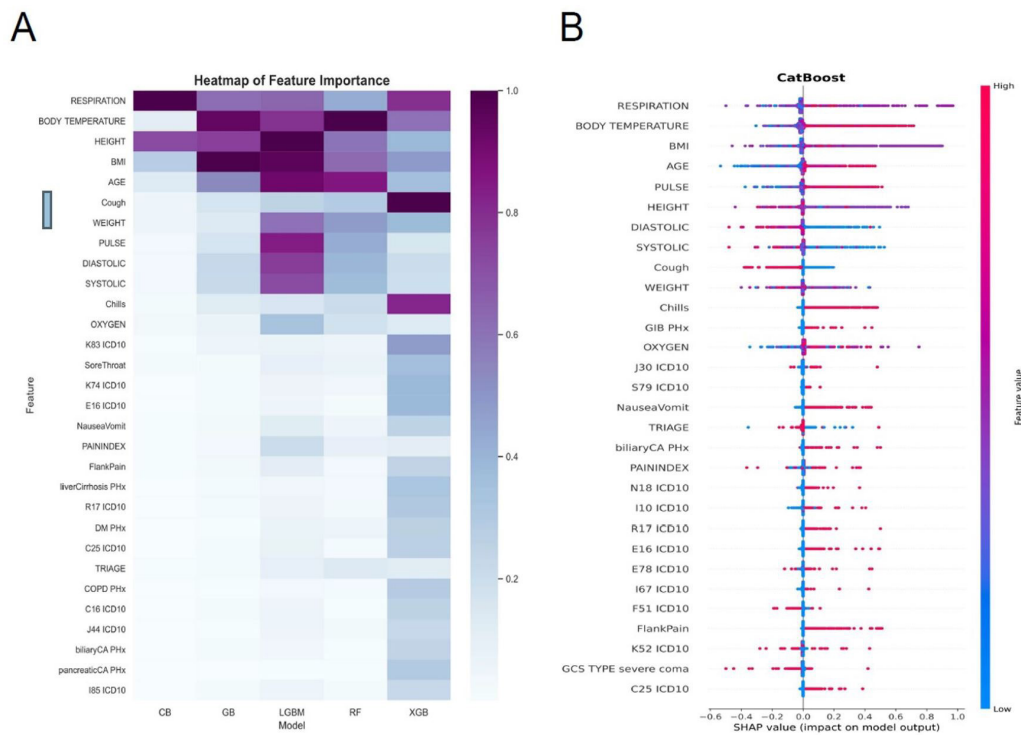 A
B
Heatmap of Feature Importance
RESPIRATION
BODY TEMPERATURE
HEIGHT
BMI
AGE
Cough
WEIGHT
PULSE
DIASTOLIC
SYSTOLIC
Chills
OXYGEN
K83 ICD10
SoreThroat
K74 ICD10
E16 ICD10
NauseaVomit
PAININDEX
FlankPain
liverCirrhosis PHx
R17 ICD10
DM PHx
C25 ICD10
TRIAGE
COPD PHx
C16 ICD10
J44 ICD10
biliaryCA PHx
pancreaticCA PHx
I85 ICD10
Feature
CB GB LGBM RF XGB
Model
1.0
0.8
0.6
0.4
0.2
CatBoost
RESPIRATION
BODY TEMPERATURE
BMI
AGE
PULSE
HEIGHT
DIASTOLIC
SYSTOLIC
Cough
WEIGHT
Chills
GIB PHx
OXYGEN
J30 ICD10
S79 ICD10
NauseaVomit
TRIAGE
biliaryCA PHx
PAININDEX
N18 ICD10
I10 ICD10
R17 ICD10
E16 ICD10
E78 ICD10
I67 ICD10
F51 ICD10
FlankPain
K52 ICD10
GCS TYPE severe coma
C25 ICD10
−0.6 −0.4 −0.2 0.0 0.2 0.4 0.6 0.8 1.0
SHAP value (impact on model output)
High
Feature value
Low